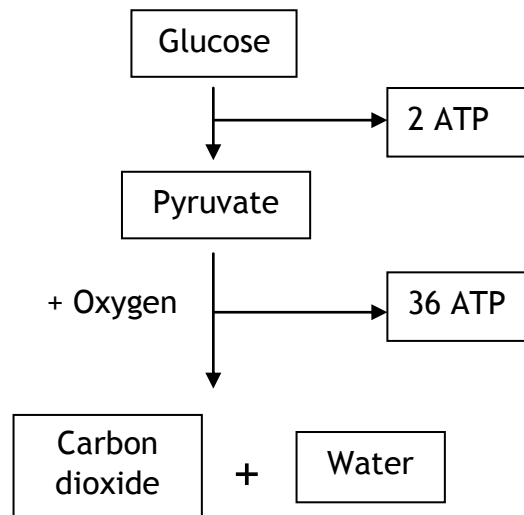 Glucose
2 ATP
Pyruvate
+ Oxygen
36 ATP
Carbon
dioxide
+
Water